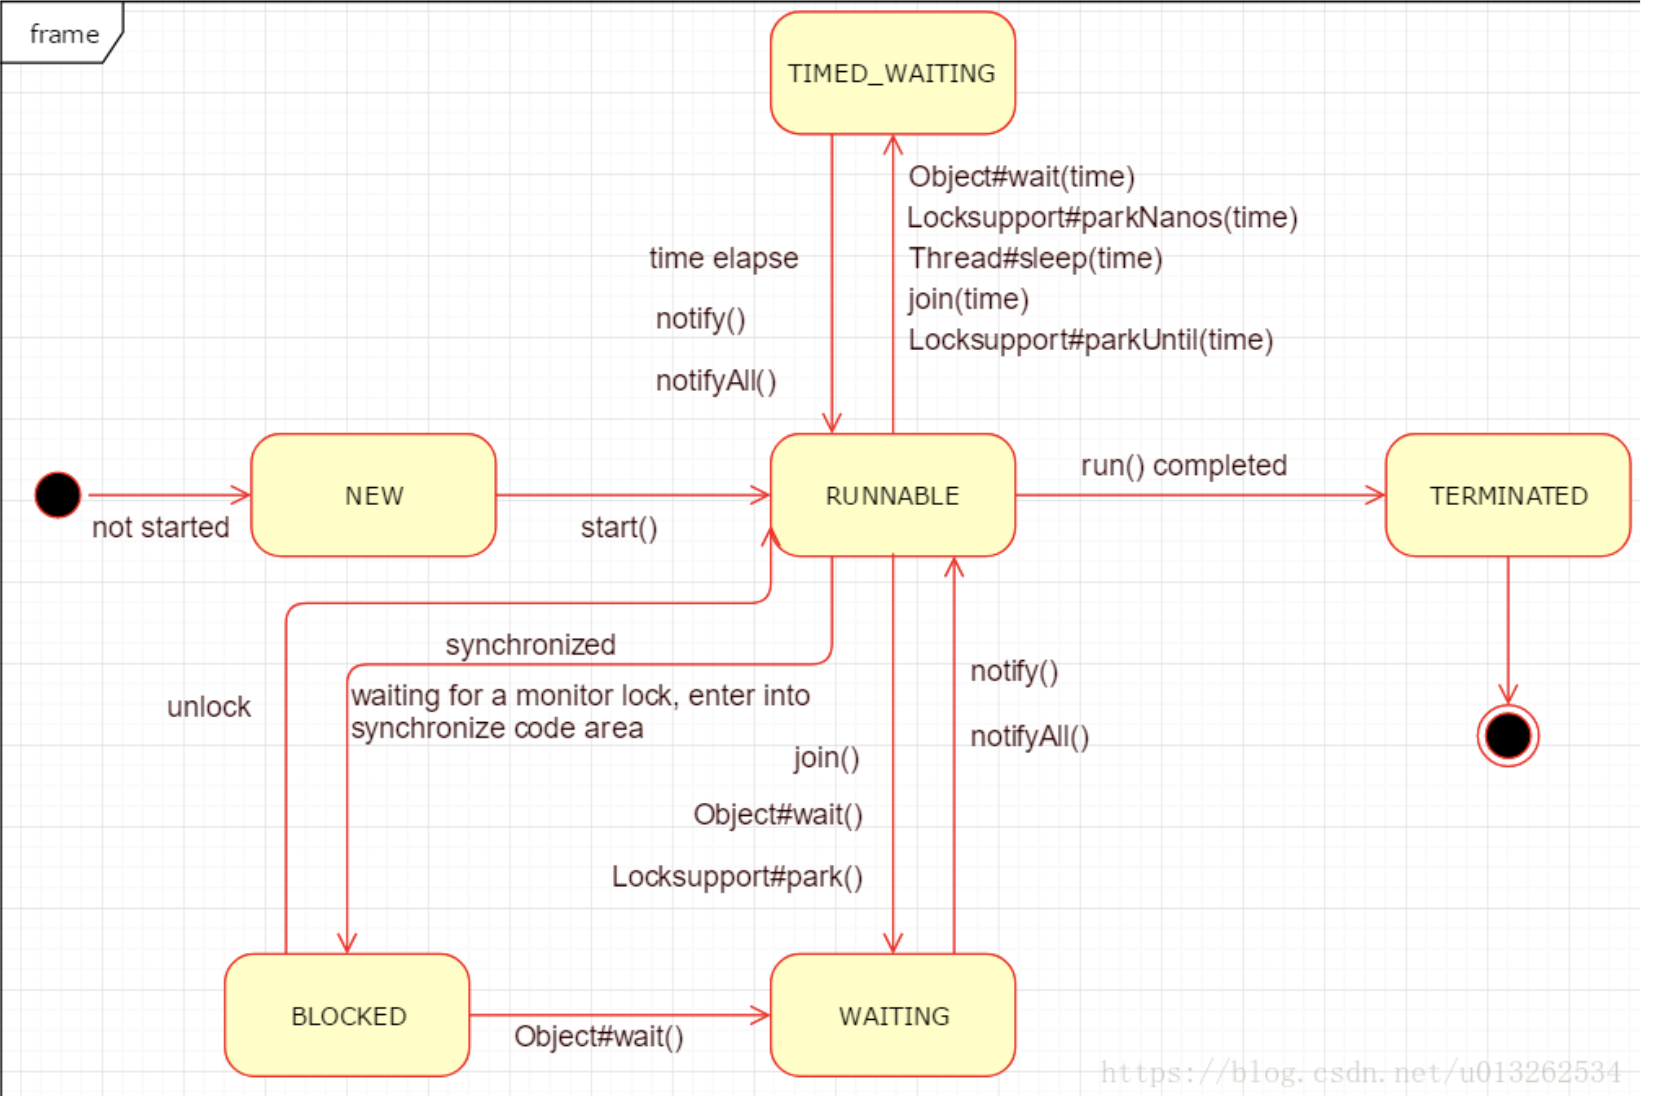 frame
TIMED_WAITING
Object#wait(time)
Locksupport#parkNanos(time)
time elapse
Thread#sleep(time)
join(time)
notify()
Locksupport#parkUntil(time)
notifyAll()
run() completed
NEW
RUNNABLE
TERMINATED
not started
start()
synchronized
unlock
waiting for a monitor lock, enter into
synchronize code area
notify()
notifyAll()
join()
Object#wait()
Locksupport#park()
BLOCKED
WAITING
Object#wait()
https://blog.csdn.net/u013262534